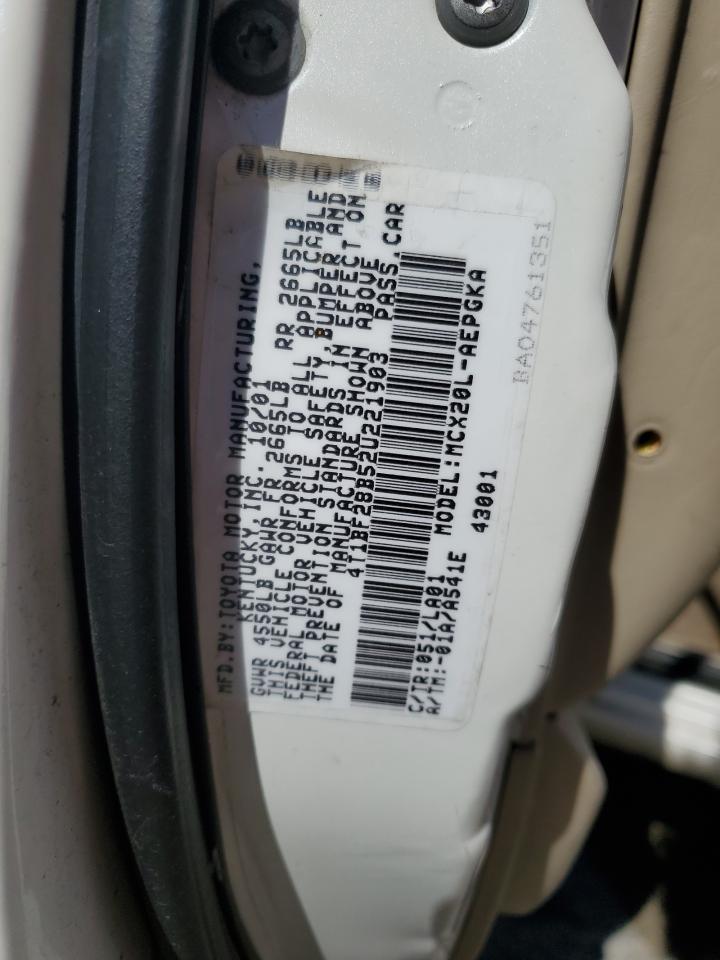 MFD.BY:TOYOTA MOTOR MANUFACTURING,
KENTUCKY, INC. 10/01
GVWR 4550LB GAWR FR 2665LB RR 2665LB
THIS VEHICLE CONFORMS TO ALL APPLICABLE
FEDERAL MOTOR VEHICLE SAFETY, BUMPER AND
THEFT PREVENTION STANDARDS IN EFFECT ON
THE DATE OF MANUFACTURE SHOWN ABOVE
4T1BF28B52U221903 PASS.CAR
C/TR:051/LA01 MODEL:MCX20L-AEPGKA
A/TM:-01A/A541E 43001
BA04761351